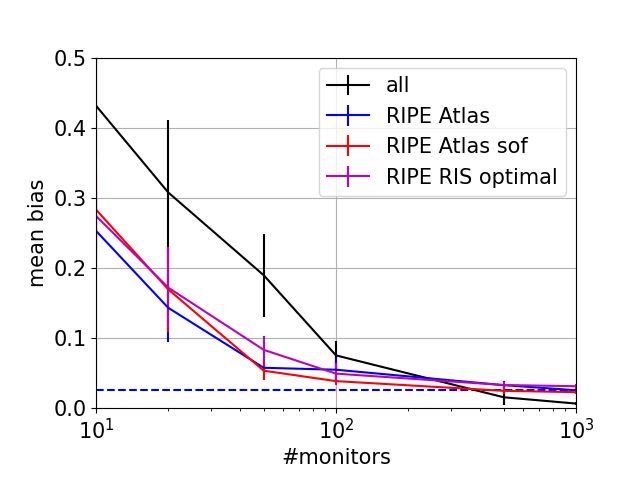 0.5
0.4
0.3
0.2
0.1
0.0
mean bias
10^1
10^2
10^3
#monitors
all
RIPE Atlas
RIPE Atlas sof
RIPE RIS optimal